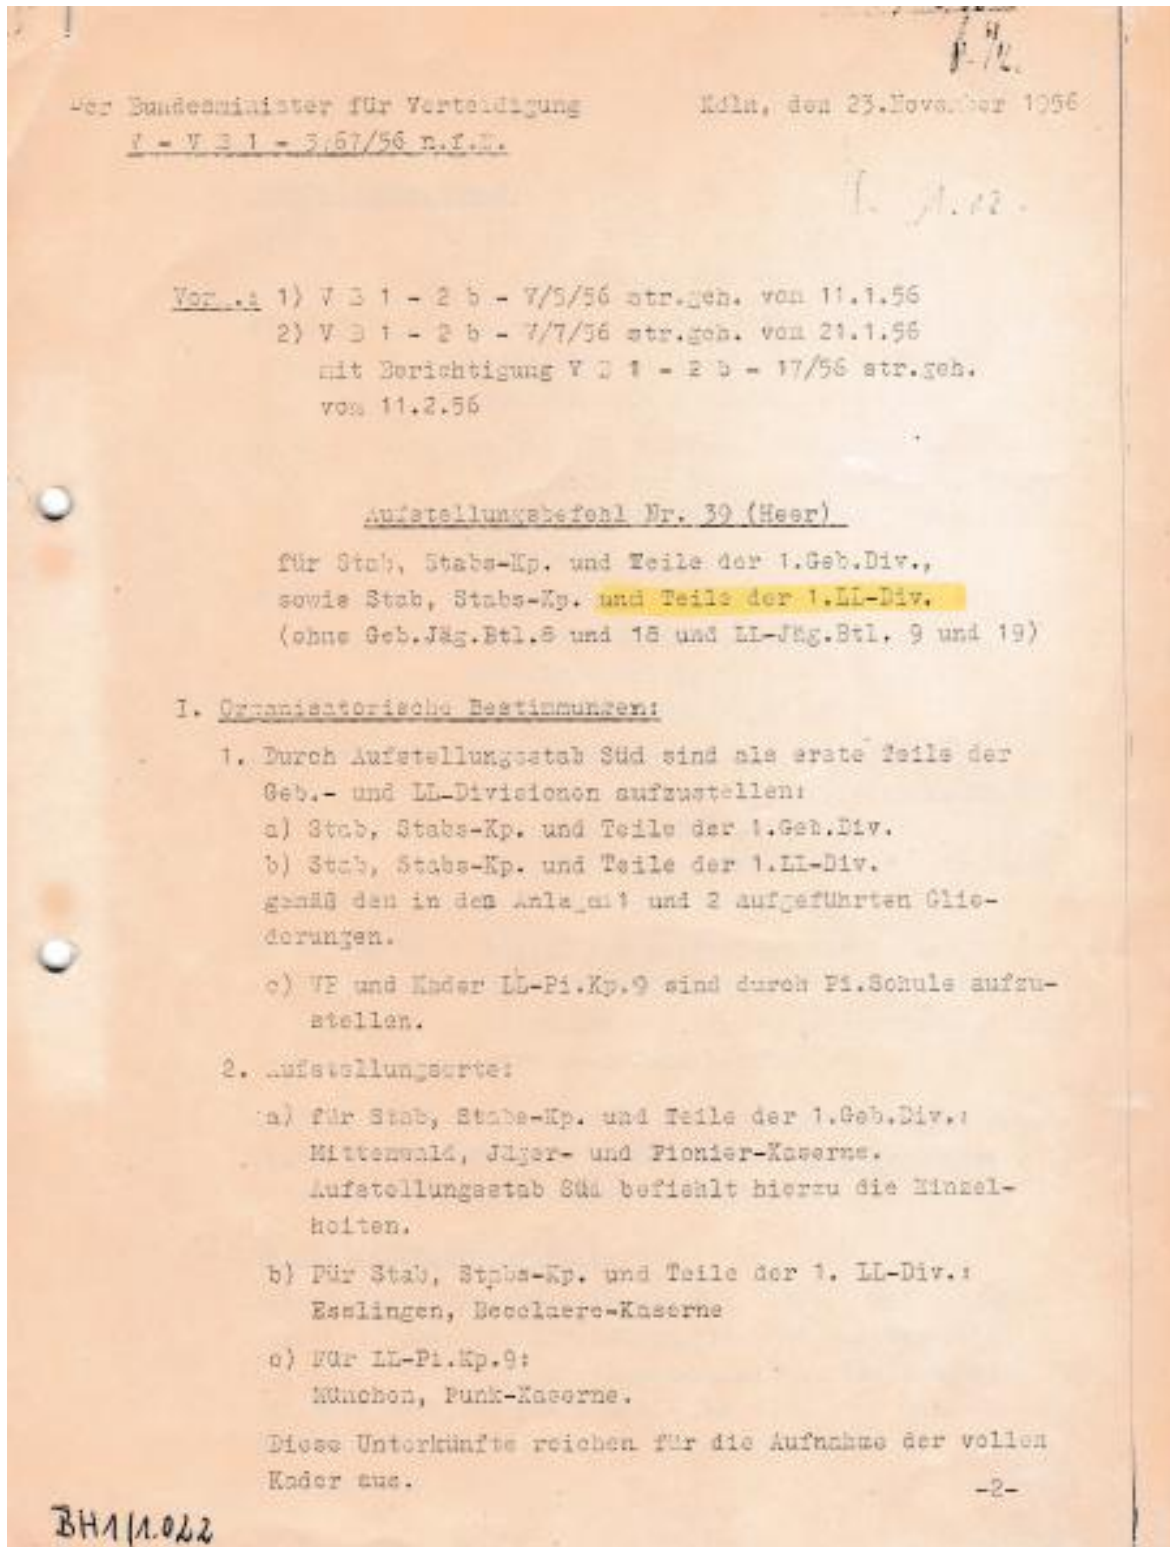 Der Bundesminister für Verteidigung
Köln, den 23.November 1956
V - V B 1 - 3167/56 n.f.D.
Vorg.: 1) V B 1 - 2 b - 7/5/56 str.geh. vom 11.1.56
2) V B 1 - 2 b - 7/7/56 str.geh. vom 21.1.56
mit Berichtigung V B 1 - 2 b - 17/56 str.geh.
vom 11.2.56
Aufstellungsbefehl Nr. 39 (Heer)
für Stab, Stabs-Kp. und Teile der 1.Geb.Div.,
sowie Stab, Stabs-Kp. und Teile der 1.LL-Div.
(ohne Geb.Jäg.Btl.8 und 18 und LL-Jäg.Btl. 9 und 19)
I. Organisatorische Bestimmungen:
1. Durch Aufstellungsstab Süd sind als erste Teile der
Geb.- und LL-Divisionen aufzustellen:
a) Stab, Stabs-Kp. und Teile der 1.Geb.Div.
b) Stab, Stabs-Kp. und Teile der 1.LL-Div.
gemäß den in den Anlagen 1 und 2 aufgeführten Glie-
derungen.
c) VP und Kader LL-Pi.Kp.9 sind durch Pi.Schule aufzu-
stellen.
2. Aufstellungsorte:
a) für Stab, Stabs-Kp. und Teile der 1.Geb.Div.:
Mittenwald, Jäger- und Pionier-Kaserne.
Aufstellungsstab Süd befiehlt hierzu die Einzel-
heiten.
b) Für Stab, Stabs-Kp. und Teile der 1. LL-Div.:
Esslingen, Becelaere-Kaserne
c) Für LL-Pi.Kp.9:
München, Funk-Kaserne.
Diese Unterkünfte reichen für die Aufnahme der vollen
Kader aus.
-2-
BH1/1.022